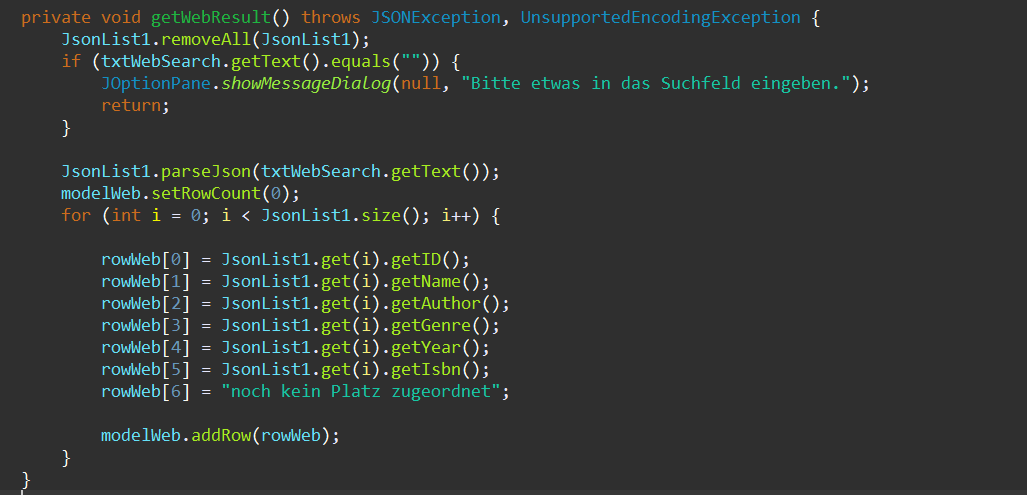 private void getWebResult() throws JSONException, UnsupportedEncodingException {
    JsonList1.removeAll(JsonList1);
    if (txtWebSearch.getText().equals("")) {
        JOptionPane.showMessageDialog(null, "Bitte etwas in das Suchfeld eingeben.");
        return;
    }

    JsonList1.parseJson(txtWebSearch.getText());
    modelWeb.setRowCount(0);
    for (int i = 0; i < JsonList1.size(); i++) {

        rowWeb[0] = JsonList1.get(i).getID();
        rowWeb[1] = JsonList1.get(i).getName();
        rowWeb[2] = JsonList1.get(i).getAuthor();
        rowWeb[3] = JsonList1.get(i).getGenre();
        rowWeb[4] = JsonList1.get(i).getYear();
        rowWeb[5] = JsonList1.get(i).getIsbn();
        rowWeb[6] = "noch kein Platz zugeordnet";

        modelWeb.addRow(rowWeb);
    }
}